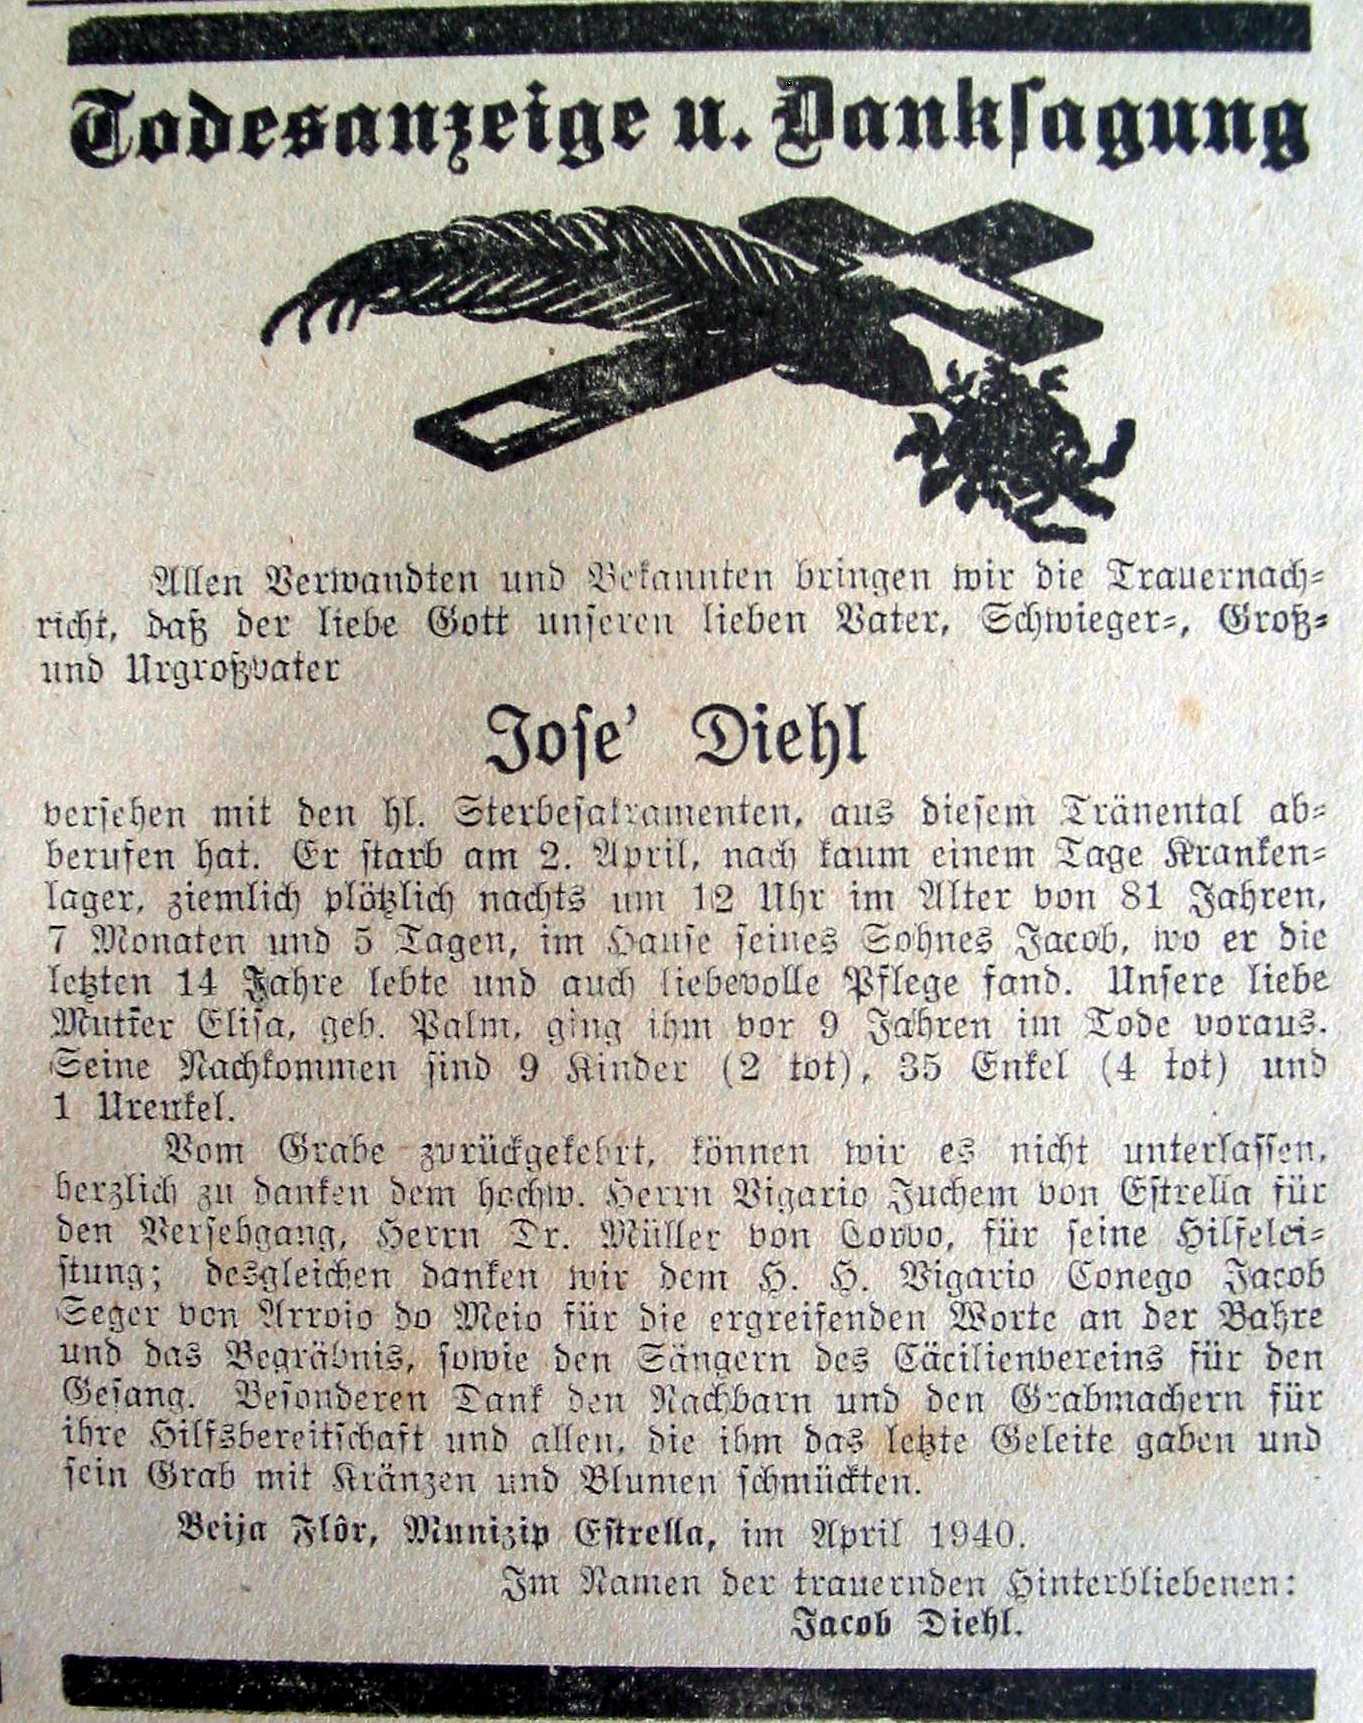 Todesanzeige u. Danksagung
Allen Verwandten und Bekannten bringen wir die Trauernach-
richt, daß der liebe Gott unseren lieben Vater, Schwieger-, Groß-
und Urgroßvater
Jose' Diehl
versehen mit den hl. Sterbesakramenten, aus diesem Tränental ab-
berufen hat. Er starb am 2. April, nach kaum einem Tage Kranken-
lager, ziemlich plötzlich nachts um 12 Uhr im Alter von 81 Jahren,
7 Monaten und 5 Tagen, im Hause seines Sohnes Jacob, wo er die
letzten 14 Jahre lebte und auch liebevolle Pflege fand. Unsere liebe
Mutter Elisa, geb. Palm, ging ihm vor 9 Jahren im Tode voraus.
Seine Nachkommen sind 9 Kinder (2 tot), 35 Enkel (4 tot) und
1 Urenkel.
Vom Grabe zurückgekehrt, können wir es nicht unterlassen,
herzlich zu danken dem hochw. Herrn Vigario Juchem von Estrella für
den Versehgang, Herrn Dr. Müller von Corvo, für seine Hilfelei-
stung; desgleichen danken wir dem H. H. Vigario Conego Jacob
Seger von Arroio do Meio für die ergreifenden Worte an der Bahre
und das Begräbnis, sowie den Sängern des Cäcilienvereins für den
Gesang. Besonderen Dank den Nachbarn und den Grabmachern für
ihre Hilfsbereitschaft und allen, die ihm das letzte Geleite gaben und
sein Grab mit Kränzen und Blumen schmückten.
Beija Flôr, Munizip Estrella, im April 1940.
Im Namen der trauernden Hinterbliebenen:
Jacob Diehl.